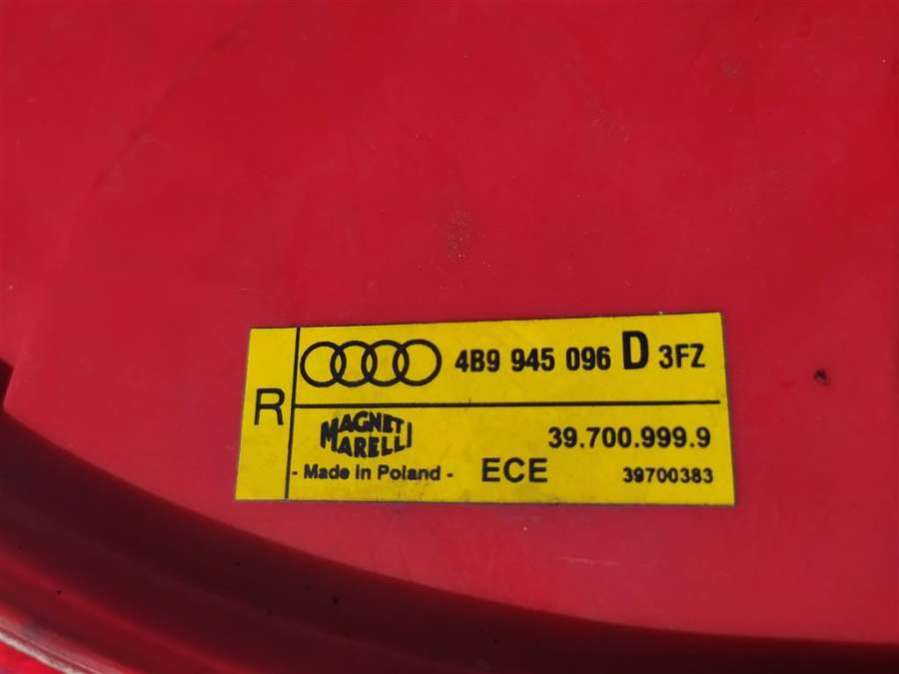 R
4B9 945 096 D 3FZ
MAGNETI MARELLI
39.700.999.9
- Made in Poland - ECE 39700383